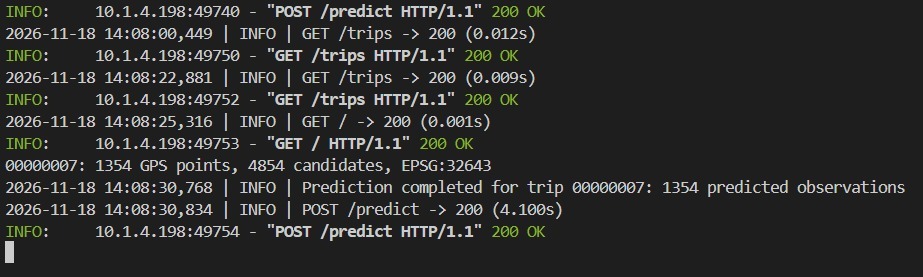 INFO:     10.1.4.198:49740 - "POST /predict HTTP/1.1" 200 OK
2026-11-18 14:08:00,449 | INFO | GET /trips -> 200 (0.012s)
INFO:     10.1.4.198:49750 - "GET /trips HTTP/1.1" 200 OK
2026-11-18 14:08:22,881 | INFO | GET /trips -> 200 (0.009s)
INFO:     10.1.4.198:49752 - "GET /trips HTTP/1.1" 200 OK
2026-11-18 14:08:25,316 | INFO | GET / -> 200 (0.001s)
INFO:     10.1.4.198:49753 - "GET / HTTP/1.1" 200 OK
00000007: 1354 GPS points, 4854 candidates, EPSG:32643
2026-11-18 14:08:30,768 | INFO | Prediction completed for trip 00000007: 1354 predicted observations
2026-11-18 14:08:30,834 | INFO | POST /predict -> 200 (4.100s)
INFO:     10.1.4.198:49754 - "POST /predict HTTP/1.1" 200 OK